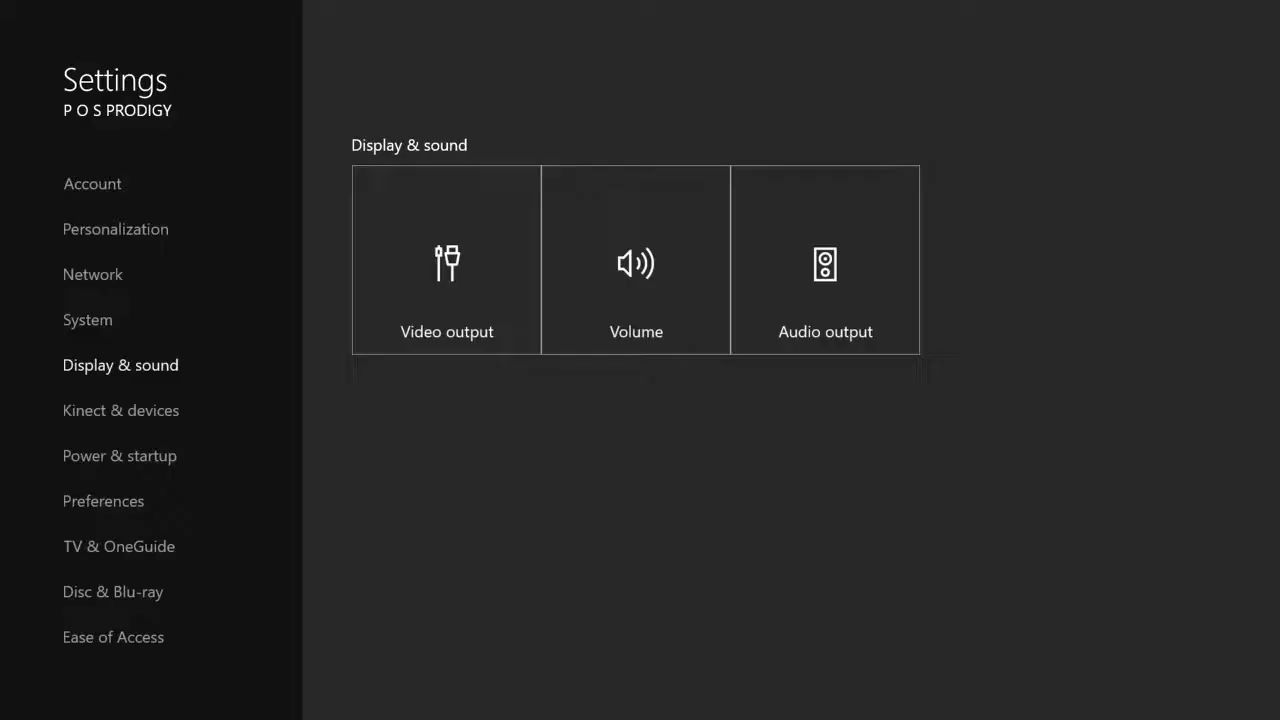 Settings
P O S PRODIGY
Account
Personalization
Network
System
Display & sound
Kinect & devices
Power & startup
Preferences
TV & OneGuide
Disc & Blu-ray
Ease of Access
Display & sound
Video output
Volume
Audio output